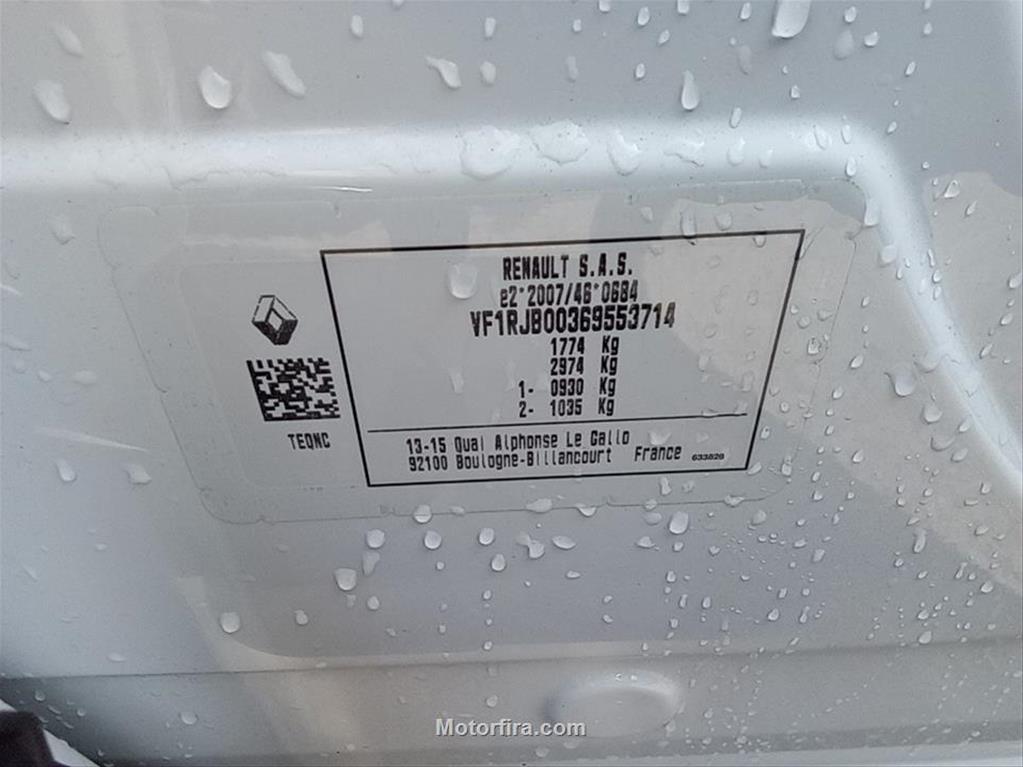 RENAULT S.A.S.
e2*2007/46*0684
VF1RJB00369553714
1774 Kg
2974 Kg
1- 0930 Kg
2- 1035 Kg
TEQNC
13-15 Quai Alphonse Le Gallo
92100 Boulogne-Billancourt France 633820
Motorfira.com